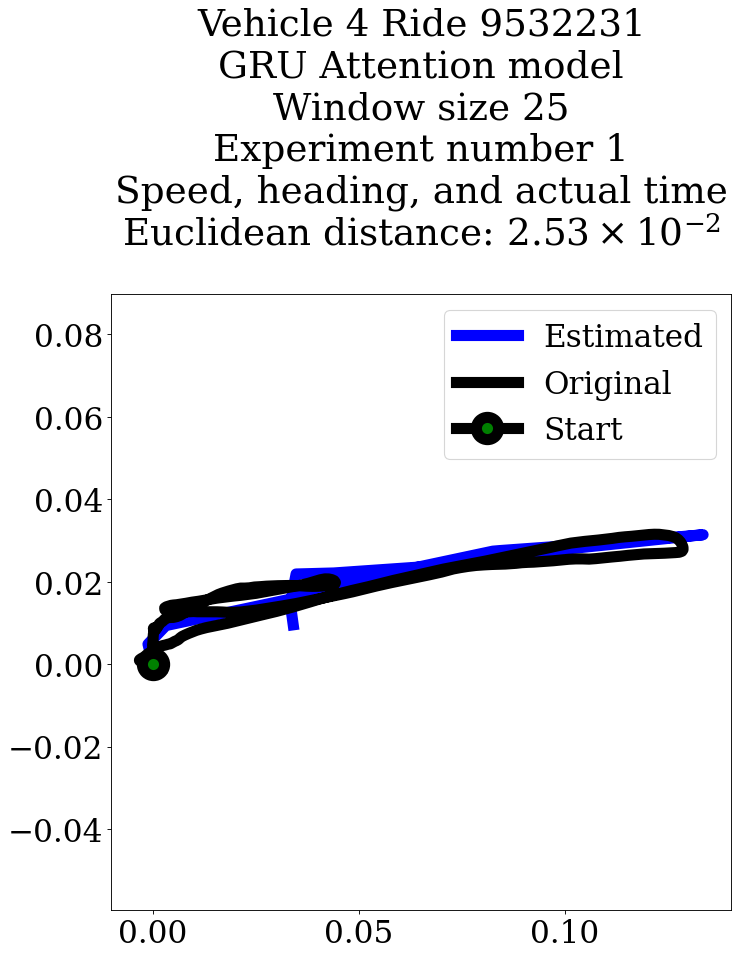 Vehicle 4 Ride 9532231
GRU Attention model
Window size 25
Experiment number 1
Speed, heading, and actual time
Euclidean distance: 2.53 × 10⁻²
Estimated
Original
Start
0.08
0.06
0.04
0.02
0.00
−0.02
−0.04
0.00 0.05 0.10